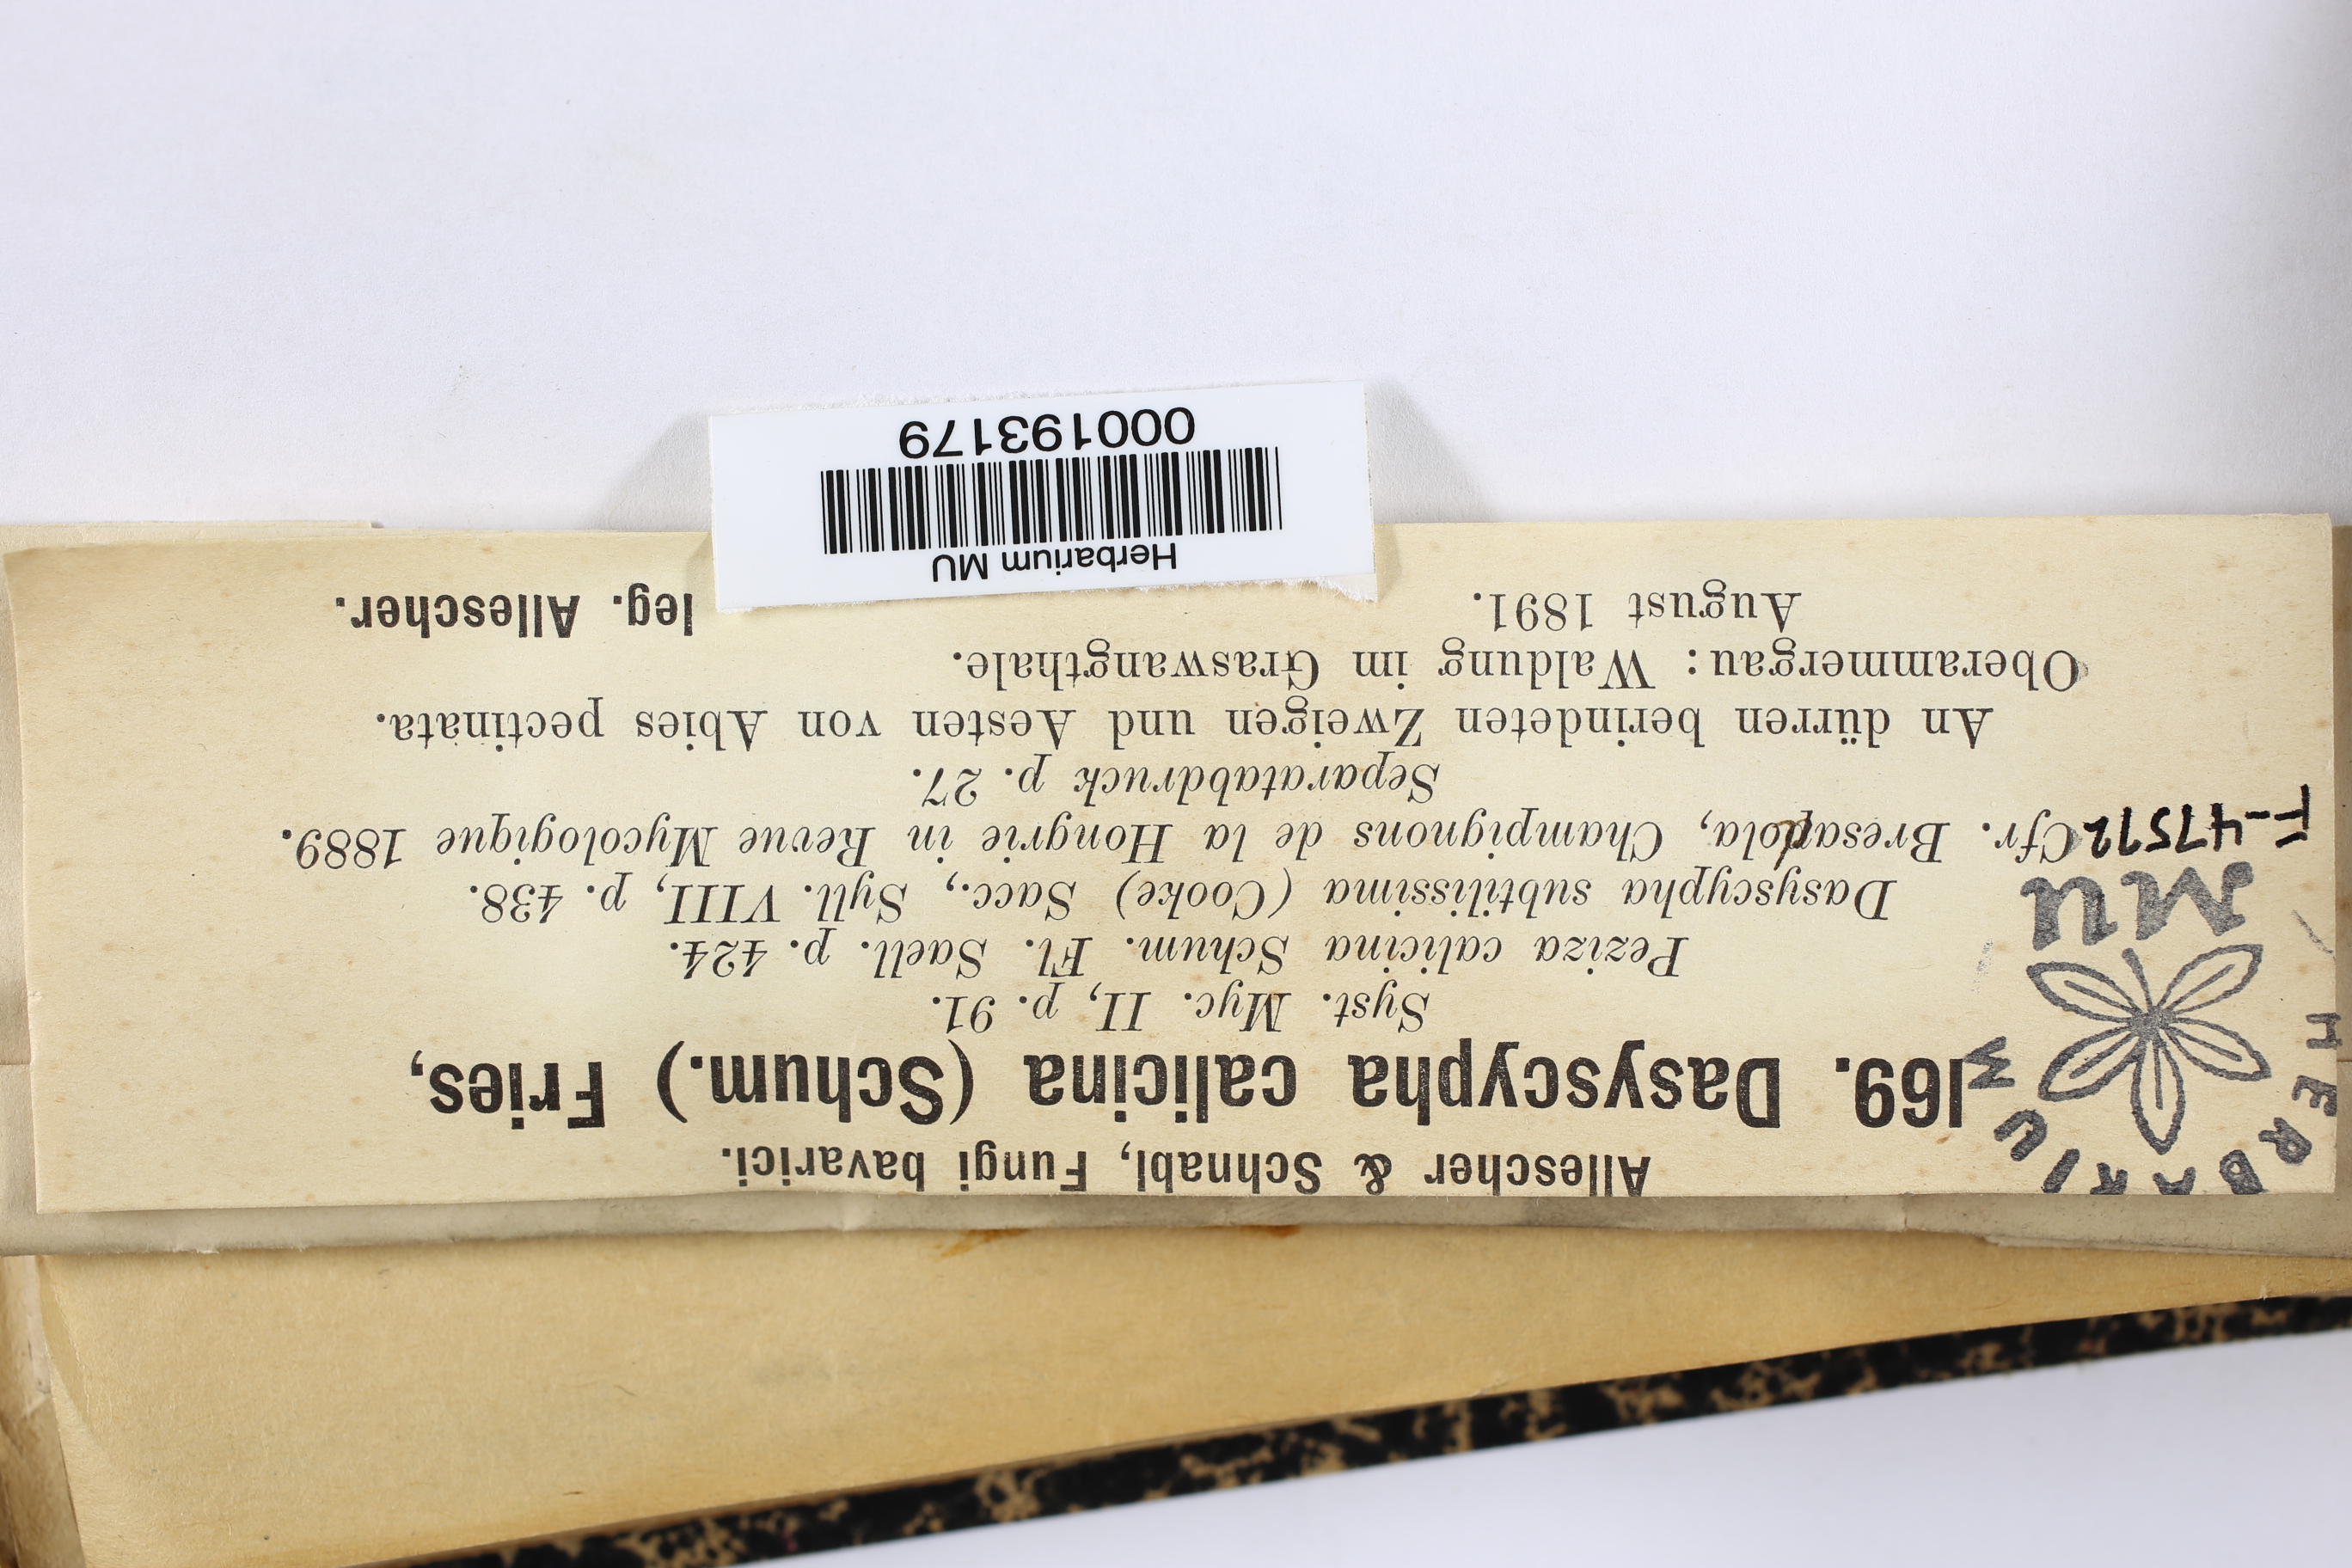 Allescher & Schnabl, Fungi bavarici.
169. Dasyscypha calicina (Schum.) Fries,
Syst. Myc. II, p. 91.
Peziza calicina Schum. Fl. Saell. p. 424.
Dasyscypha subtilissima (Cooke) Sacc., Syll. VIII, p. 438.
Cfr. Bresadola, Champignons de la Hongrie in Revue Mycologique 1889.
Separatabdruck p. 27.
An dürren berindeten Zweigen und Aesten von Abies pectinata.
Oberammergau: Waldung im Graswangthale.
August 1891.
leg. Allescher.
HERBARIUM
MU
F-47592
Herbarium MU
000193179